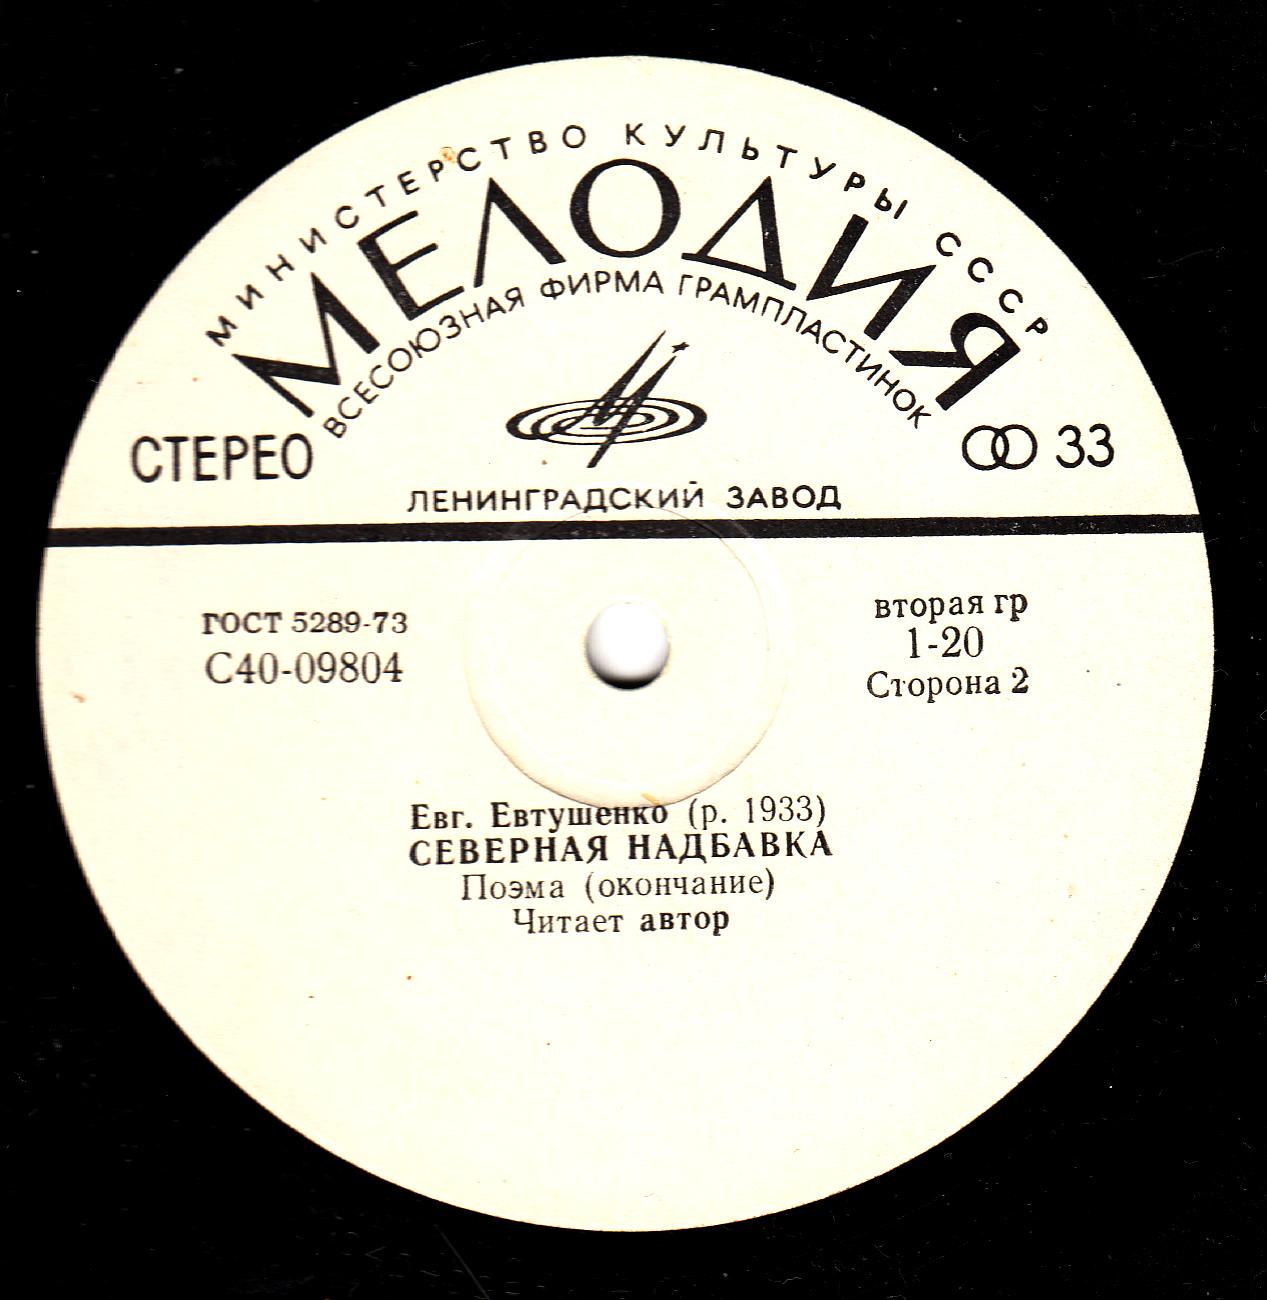 МИНИСТЕРСТВО КУЛЬТУРЫ СССР
МЕЛОДИЯ
ВСЕСОЮЗНАЯ ФИРМА ГРАМПЛАСТИНОК
СТЕРЕО
33
ЛЕНИНГРАДСКИЙ ЗАВОД
ГОСТ 5289-73
С40-09804
вторая гр
1-20
Сторона 2
Евг. Евтушенко (р. 1933)
СЕВЕРНАЯ НАДБАВКА
Поэма (окончание)
Читает автор